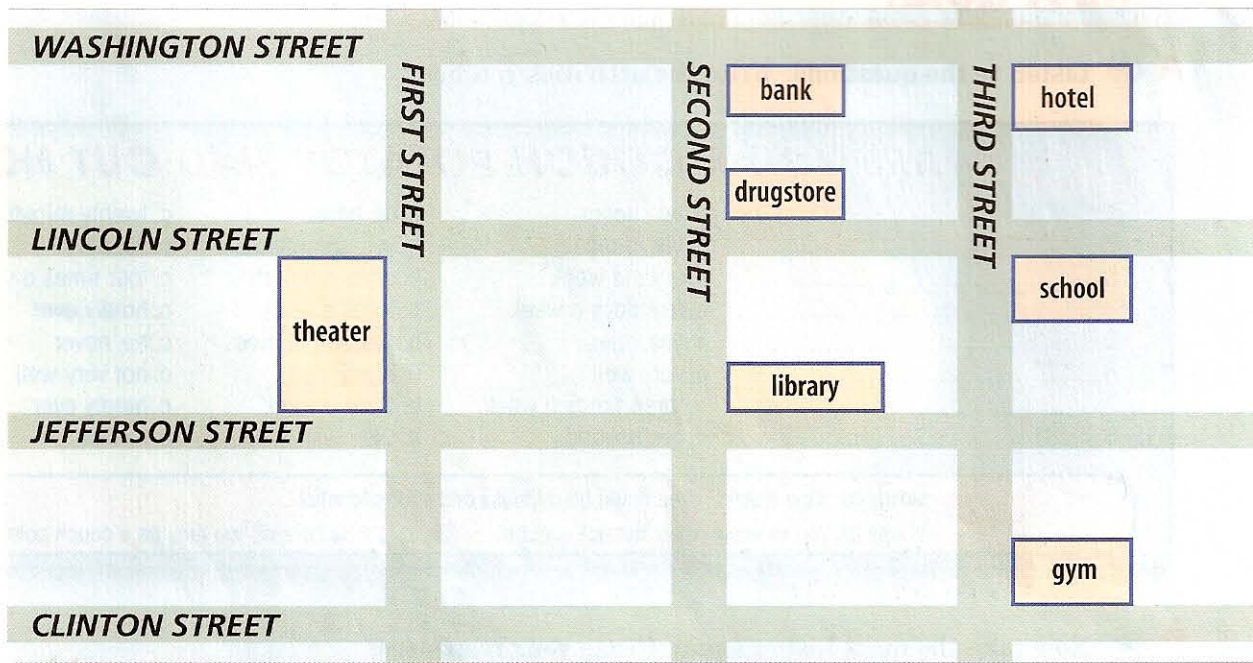 WASHINGTON STREET
FIRST STREET
SECOND STREET
THIRD STREET
bank
hotel
drugstore
LINCOLN STREET
theater
school
library
JEFFERSON STREET
gym
CLINTON STREET